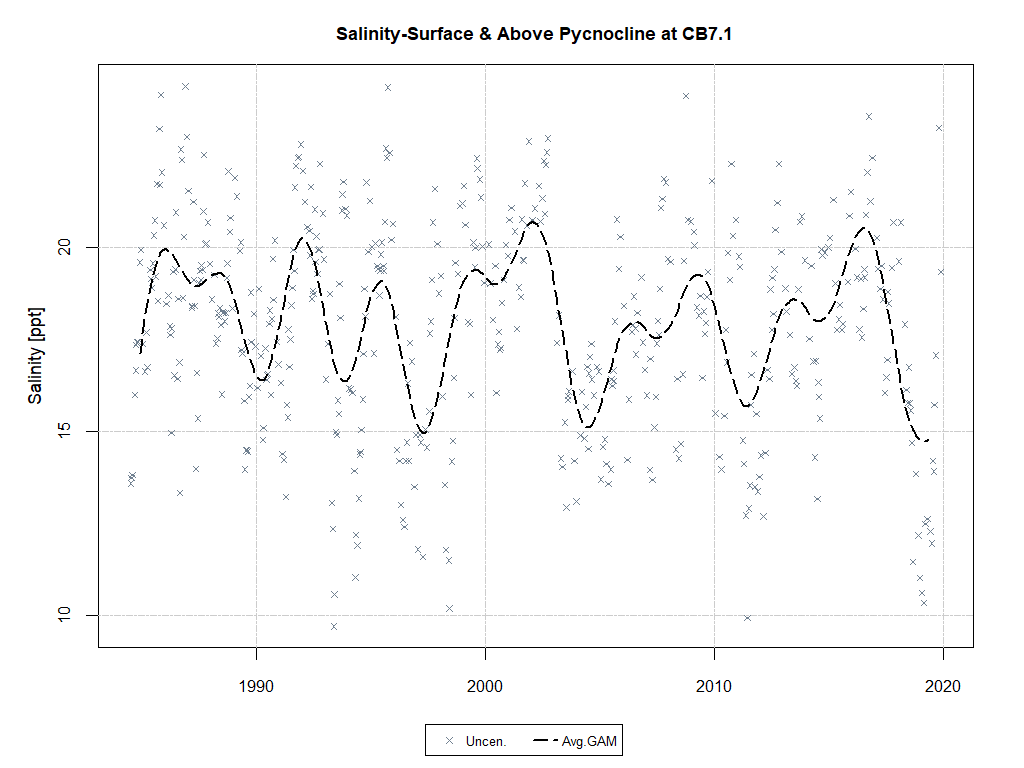 Salinity-Surface & Above Pycnocline at CB7.1
Salinity [ppt]
20
15
10
1990
2000
2010
2020
Uncen.
Avg.GAM